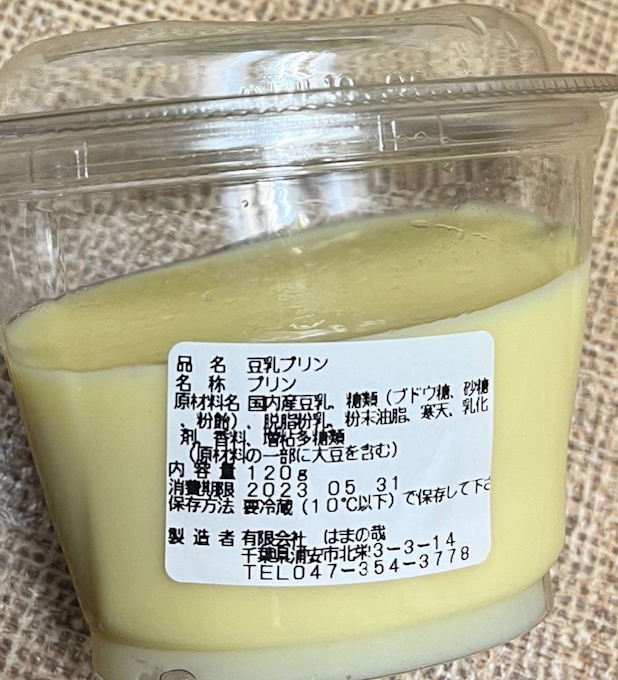 品名 豆乳プリン
名称 プリン
原材料名 国内産豆乳、糖類（ブドウ糖、砂糖
、粉飴）、脱脂粉乳、粉末油脂、寒天、乳化
剤、香料、増粘多糖類
（原材料の一部に大豆を含む）
内容量 120g
消費期限 2023 05 31
保存方法 要冷蔵（10℃以下）で保存して下さ
製造者 有限会社 はまの哉
千葉県浦安市北栄3-3-14
TEL047-354-3778